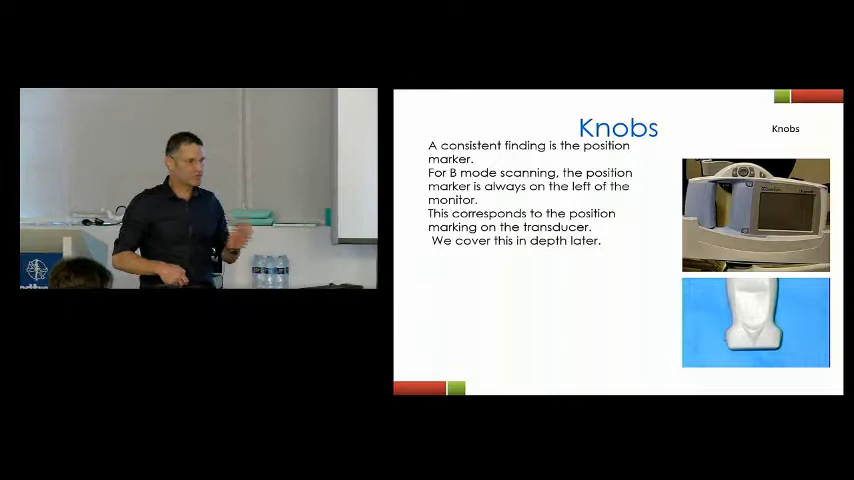 Knobs
Knobs
A consistent finding is the position
marker.
For B mode scanning, the position
marker is always on the left of the
monitor.
This corresponds to the position
marking on the transducer.
We cover this in depth later.